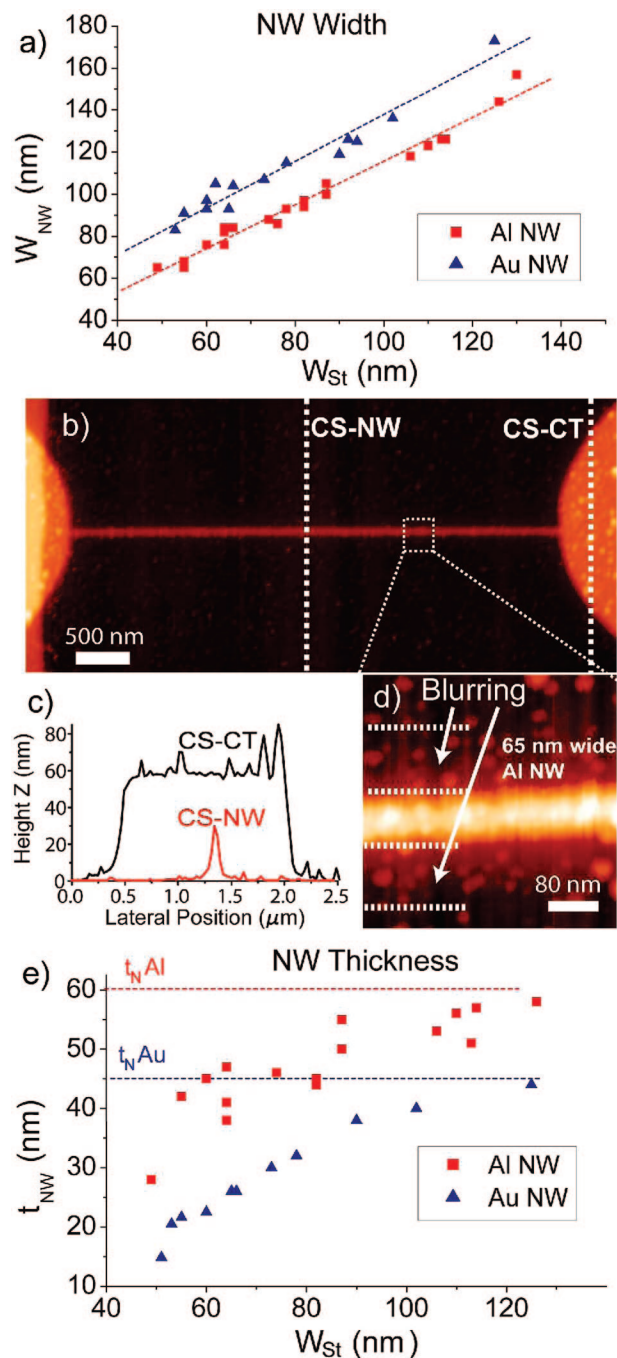 a)
NW Width
180
160
140
120
100
80
60
40
W_NW (nm)
Al NW
Au NW
40 60 80 100 120 140
W_St (nm)
b)
CS-NW
CS-CT
500 nm
c)
80
60
40
20
0
Height Z (nm)
CS-CT
CS-NW
0.0 0.5 1.0 1.5 2.0 2.5
Lateral Position (μm)
d)
Blurring
65 nm wide
Al NW
80 nm
e)
NW Thickness
t_N Al
t_N Au
60
50
40
30
20
10
t_NW (nm)
Al NW
Au NW
40 60 80 100 120
W_St (nm)